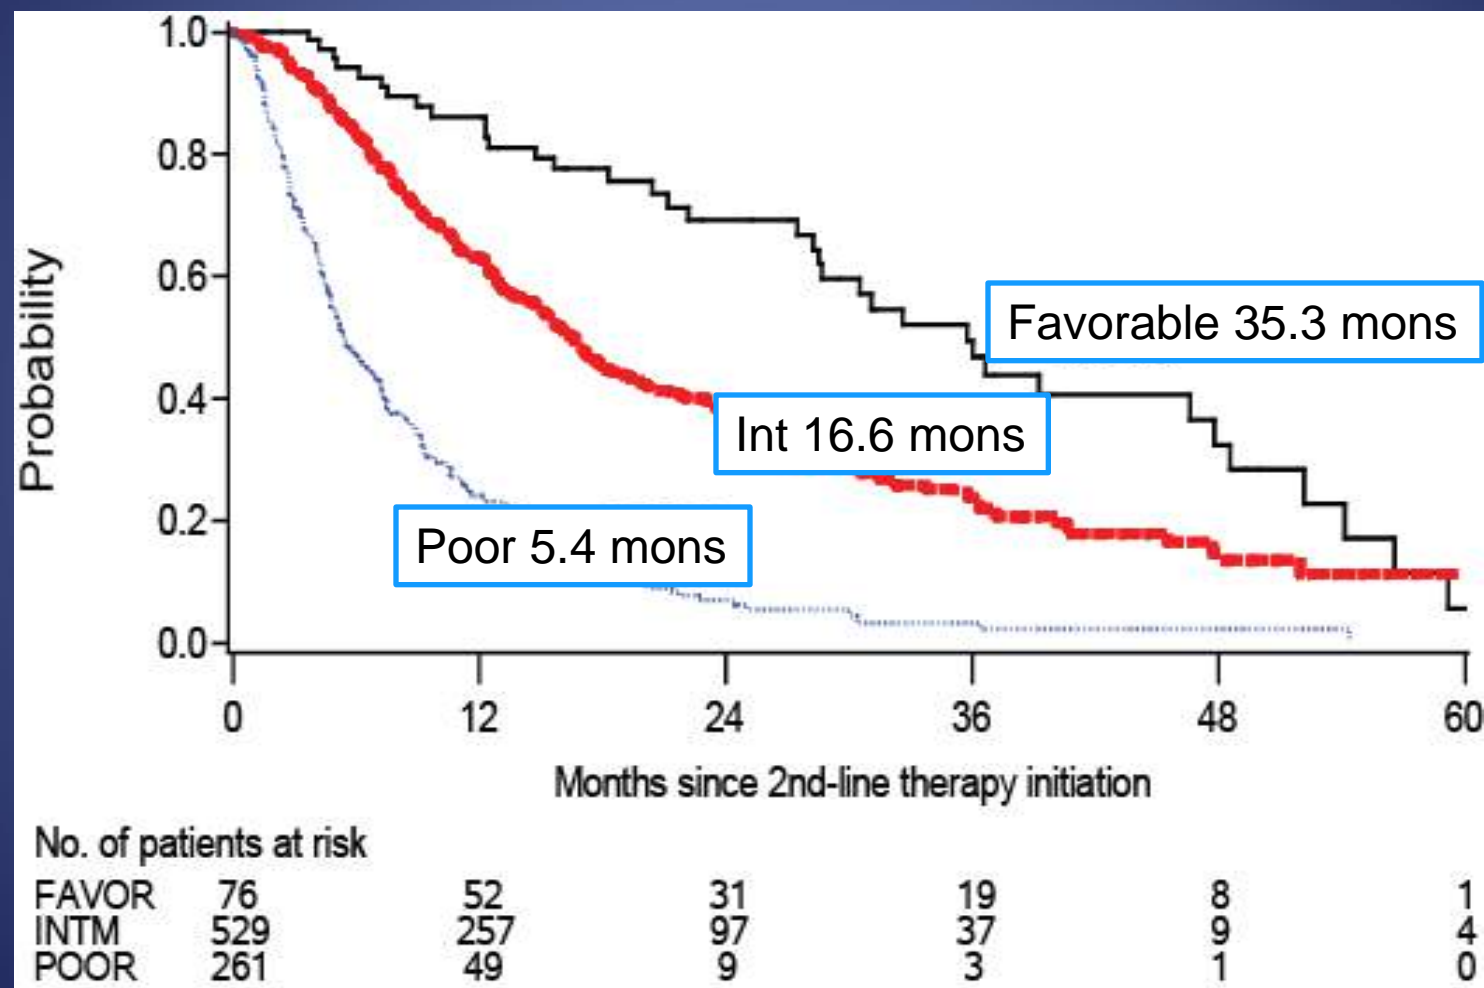 1.0
0.8
0.6
0.4
0.2
0.0
Probability
Favorable 35.3 mons
Int 16.6 mons
Poor 5.4 mons
0 12 24 36 48 60
Months since 2nd-line therapy initiation
No. of patients at risk
FAVOR 76 52 31 19 8 1
INTM 529 257 97 37 9 4
POOR 261 49 9 3 1 0